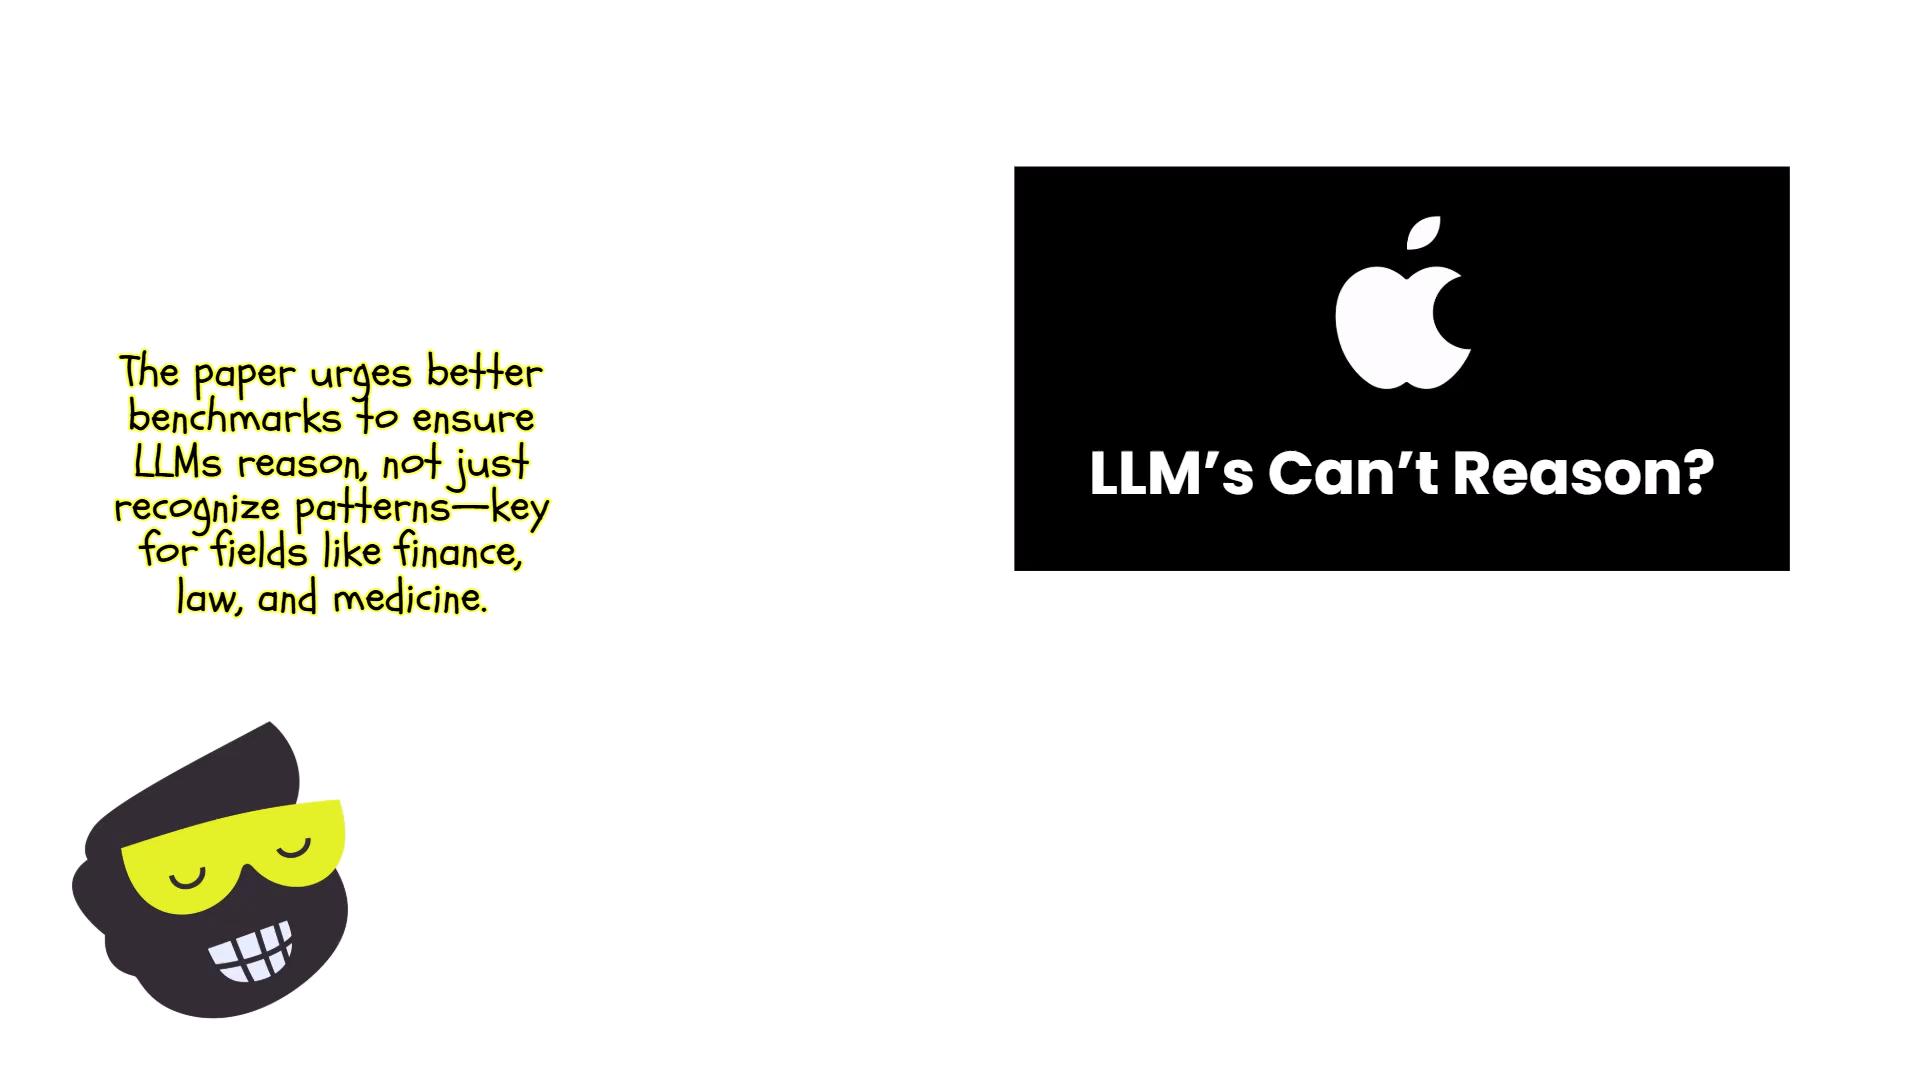 The paper urges better
benchmarks to ensure
LLMs reason, not just
recognize patterns—key
for fields like finance,
law, and medicine.
LLM’s Can’t Reason?